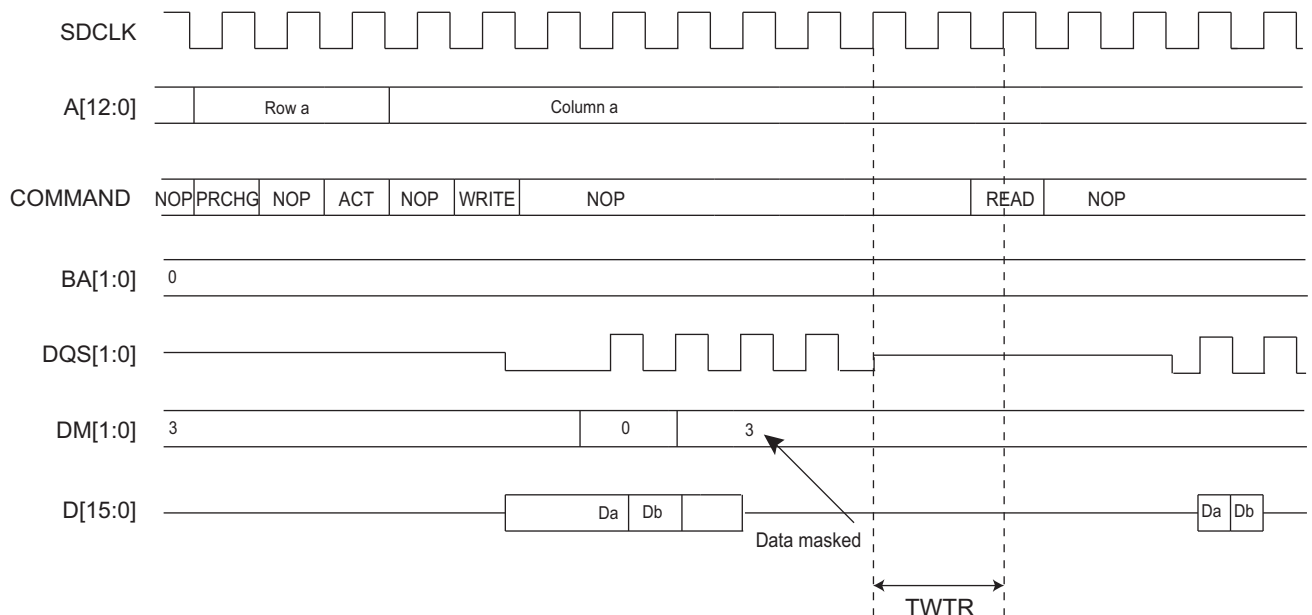 SDCLK
A[12:0] Row a Column a
COMMAND NOP PRCHG NOP ACT NOP WRITE NOP READ NOP
BA[1:0] 0
DQS[1:0]
DM[1:0] 3 0 3
D[15:0] Da Db Da Db
Data masked
TWTR